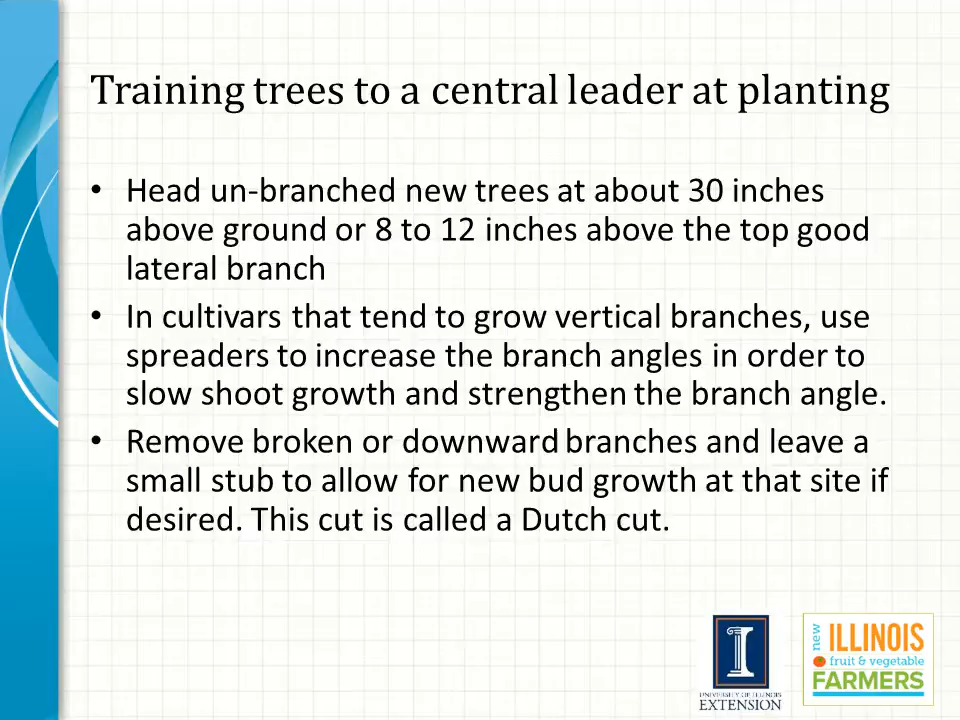 Training trees to a central leader at planting
• Head un-branched new trees at about 30 inches
above ground or 8 to 12 inches above the top good
lateral branch
• In cultivars that tend to grow vertical branches, use
spreaders to increase the branch angles in order to
slow shoot growth and strengthen the branch angle.
• Remove broken or downward branches and leave a
small stub to allow for new bud growth at that site if
desired. This cut is called a Dutch cut.
I
UNIVERSITY OF ILLINOIS
EXTENSION
new
ILLINOIS
fruit & vegetable
FARMERS